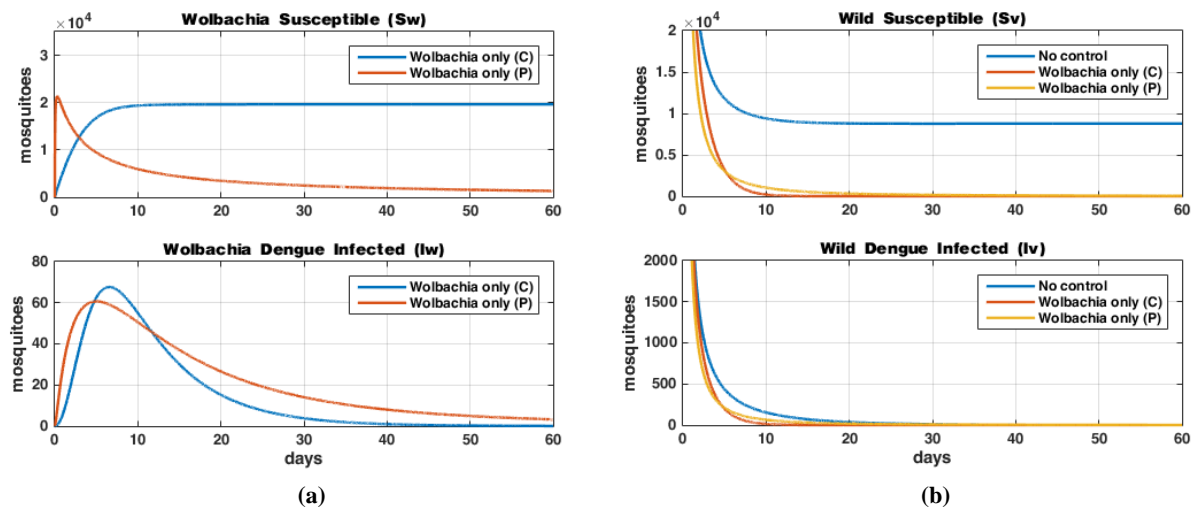 Wolbachia Susceptible (Sw)
×10⁴
3
2
1
0
mosquitoes
0 10 20 30 40 50 60
Wolbachia only (C)
Wolbachia only (P)
Wolbachia Dengue Infected (Iw)
80
60
40
20
0
mosquitoes
0 10 20 30 40 50 60
days
Wolbachia only (C)
Wolbachia only (P)
(a)
Wild Susceptible (Sv)
×10⁴
2
1.5
1
0.5
0
mosquitoes
0 10 20 30 40 50 60
No control
Wolbachia only (C)
Wolbachia only (P)
Wild Dengue Infected (Iv)
2000
1500
1000
500
0
mosquitoes
0 10 20 30 40 50 60
days
No control
Wolbachia only (C)
Wolbachia only (P)
(b)